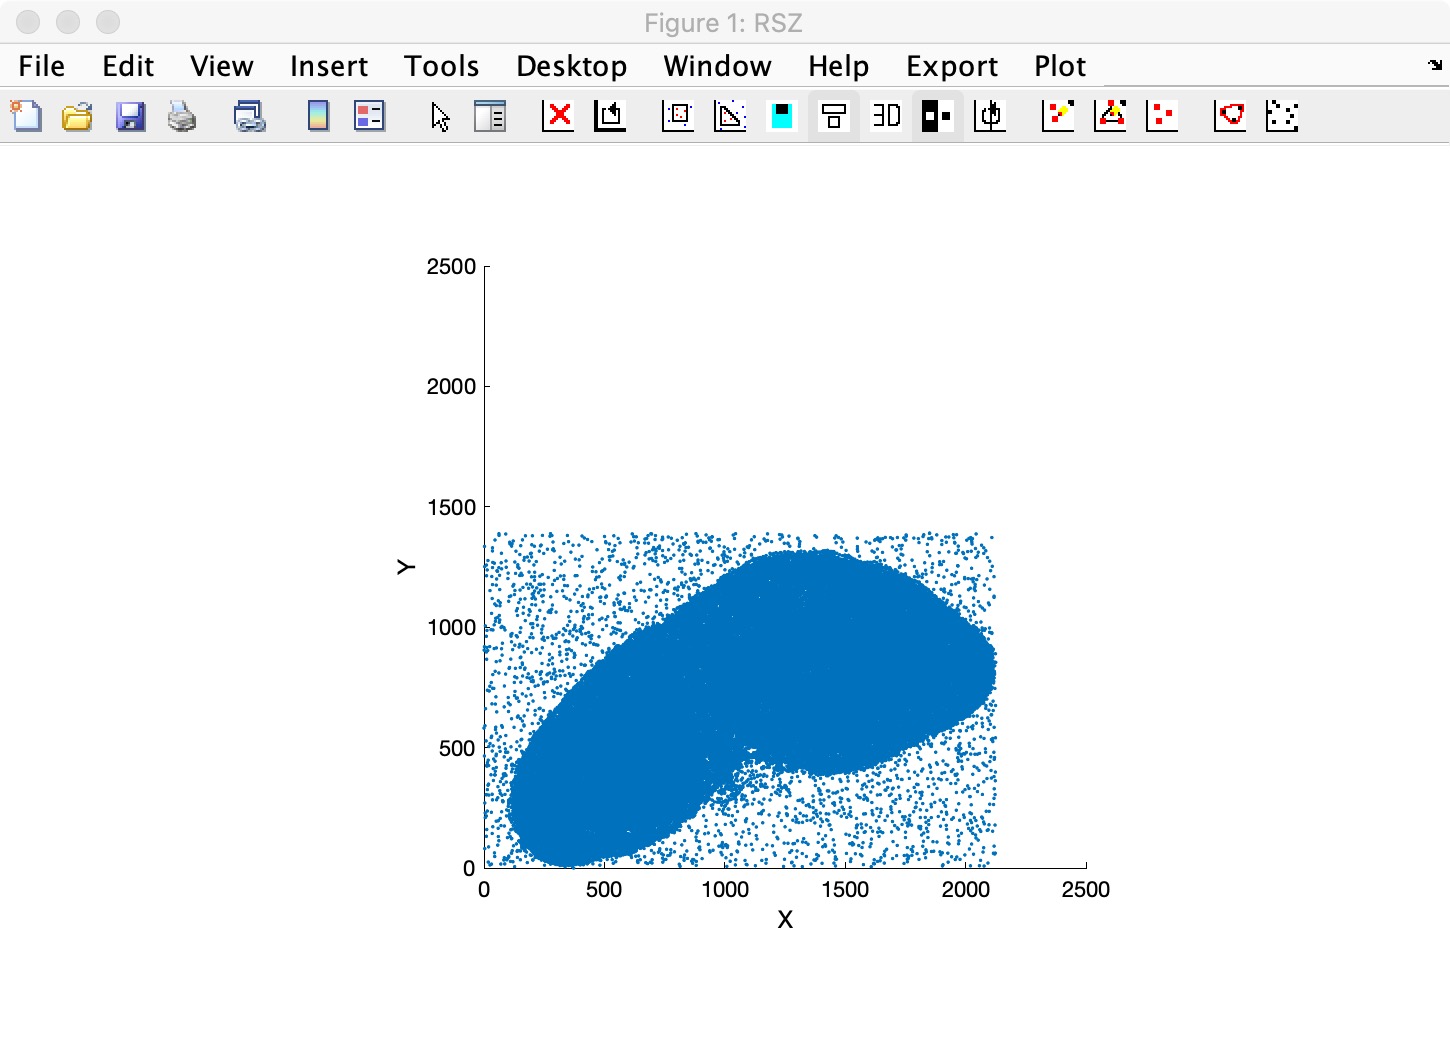 Figure 1: RSZ
File Edit View Insert Tools Desktop Window Help Export Plot
3D
2500
2000
1500
1000
500
0
Y
0 500 1000 1500 2000 2500
X